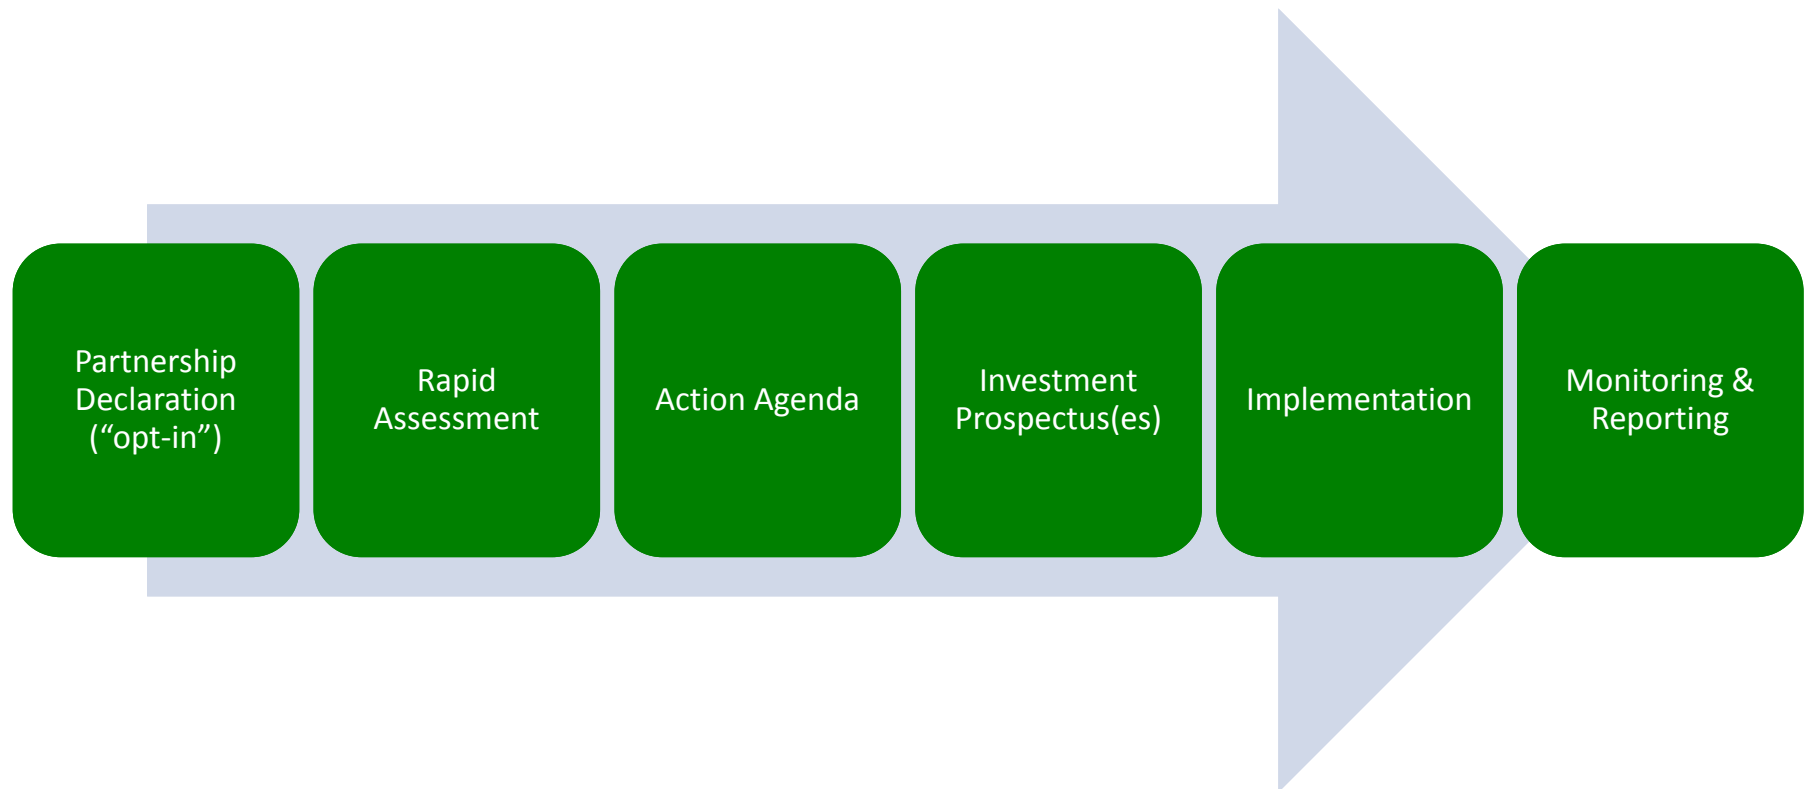 Partnership
Declaration
(“opt-in”)
Rapid
Assessment
Action Agenda
Investment
Prospectus(es)
Implementation
Monitoring &
Reporting